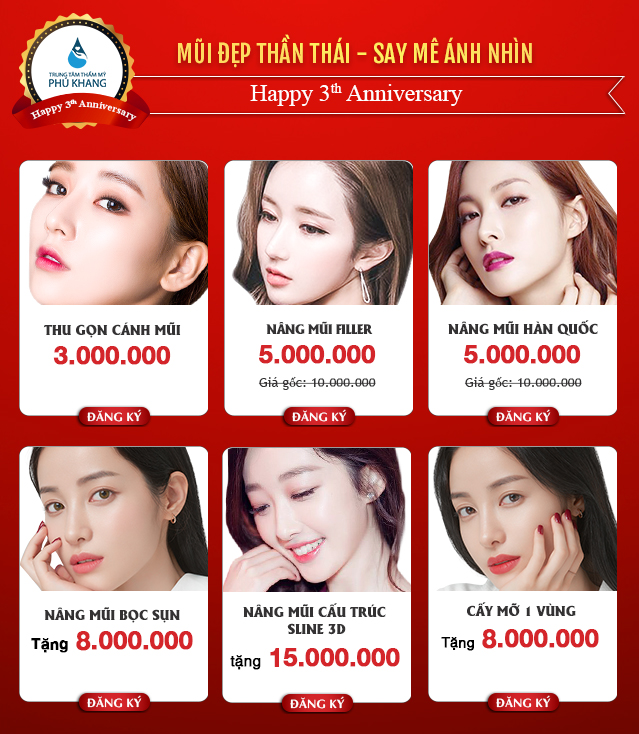 TRUNG TÂM THẨM MỸ
PHÚ KHANG
Happy 3th Anniversary
MŨI ĐẸP THẦN THÁI - SAY MÊ ÁNH NHÌN
Happy 3th Anniversary
THU GỌN CÁNH MŨI
3.000.000
ĐĂNG KÝ
NÂNG MŨI FILLER
5.000.000
Giá gốc: 10.000.000
ĐĂNG KÝ
NÂNG MŨI HÀN QUỐC
5.000.000
Giá gốc: 10.000.000
ĐĂNG KÝ
NÂNG MŨI BỌC SỤN
Tặng 8.000.000
ĐĂNG KÝ
NÂNG MŨI CẤU TRÚC
SLINE 3D
tặng 15.000.000
ĐĂNG KÝ
CẤY MỠ 1 VÙNG
Tặng 8.000.000
ĐĂNG KÝ